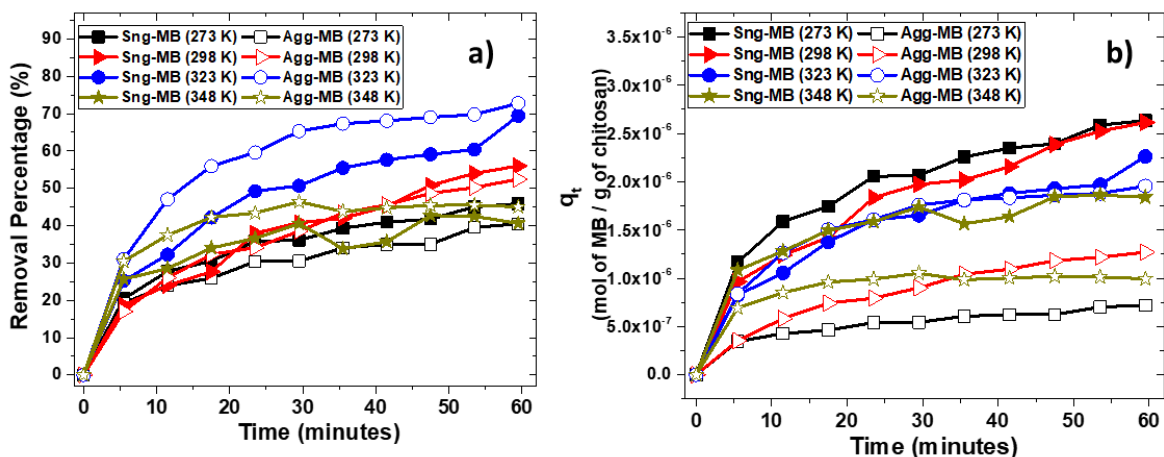 a)
Sng-MB (273 K) Agg-MB (273 K)
Sng-MB (298 K) Agg-MB (298 K)
Sng-MB (323 K) Agg-MB (323 K)
Sng-MB (348 K) Agg-MB (348 K)
Removal Percentage (%)
90
80
70
60
50
40
30
20
10
0
0 10 20 30 40 50 60
Time (minutes)
b)
Sng-MB (273 K) Agg-MB (273 K)
Sng-MB (298 K) Agg-MB (298 K)
Sng-MB (323 K) Agg-MB (323 K)
Sng-MB (348 K) Agg-MB (348 K)
qt
(mol of MB / g of chitosan)
3.5x10-6
3.0x10-6
2.5x10-6
2.0x10-6
1.5x10-6
1.0x10-6
5.0x10-7
0.0
0 10 20 30 40 50 60
Time (minutes)